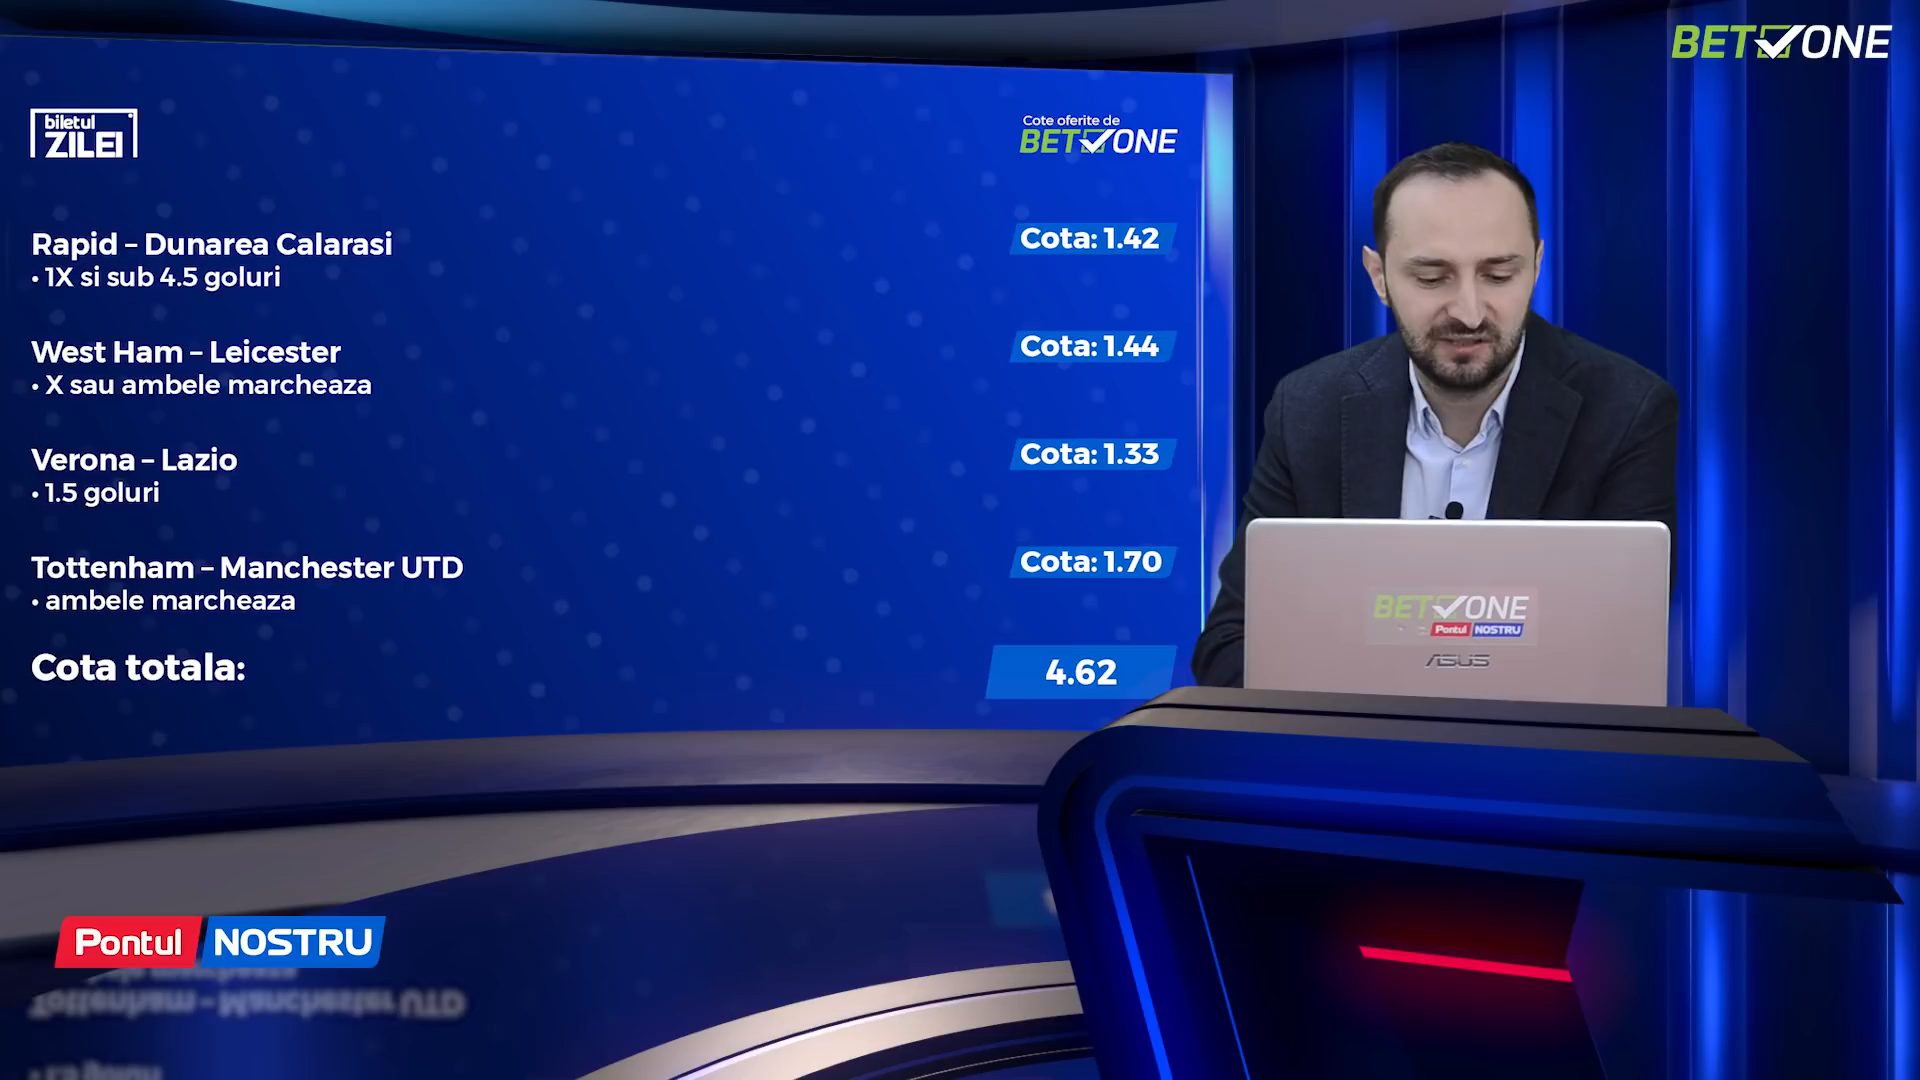 BET ONE
biletul
ZILEI
Cote oferite de
BET ONE
Rapid – Dunarea Calarasi
Cota: 1.42
• 1X si sub 4.5 goluri
West Ham – Leicester
Cota: 1.44
• X sau ambele marcheaza
Verona – Lazio
Cota: 1.33
• 1.5 goluri
Tottenham – Manchester UTD
Cota: 1.70
• ambele marcheaza
Cota totala:
4.62
BET ONE
Pontul NOSTRU
ASUS
Pontul NOSTRU
Tottenham – Manchester UTD